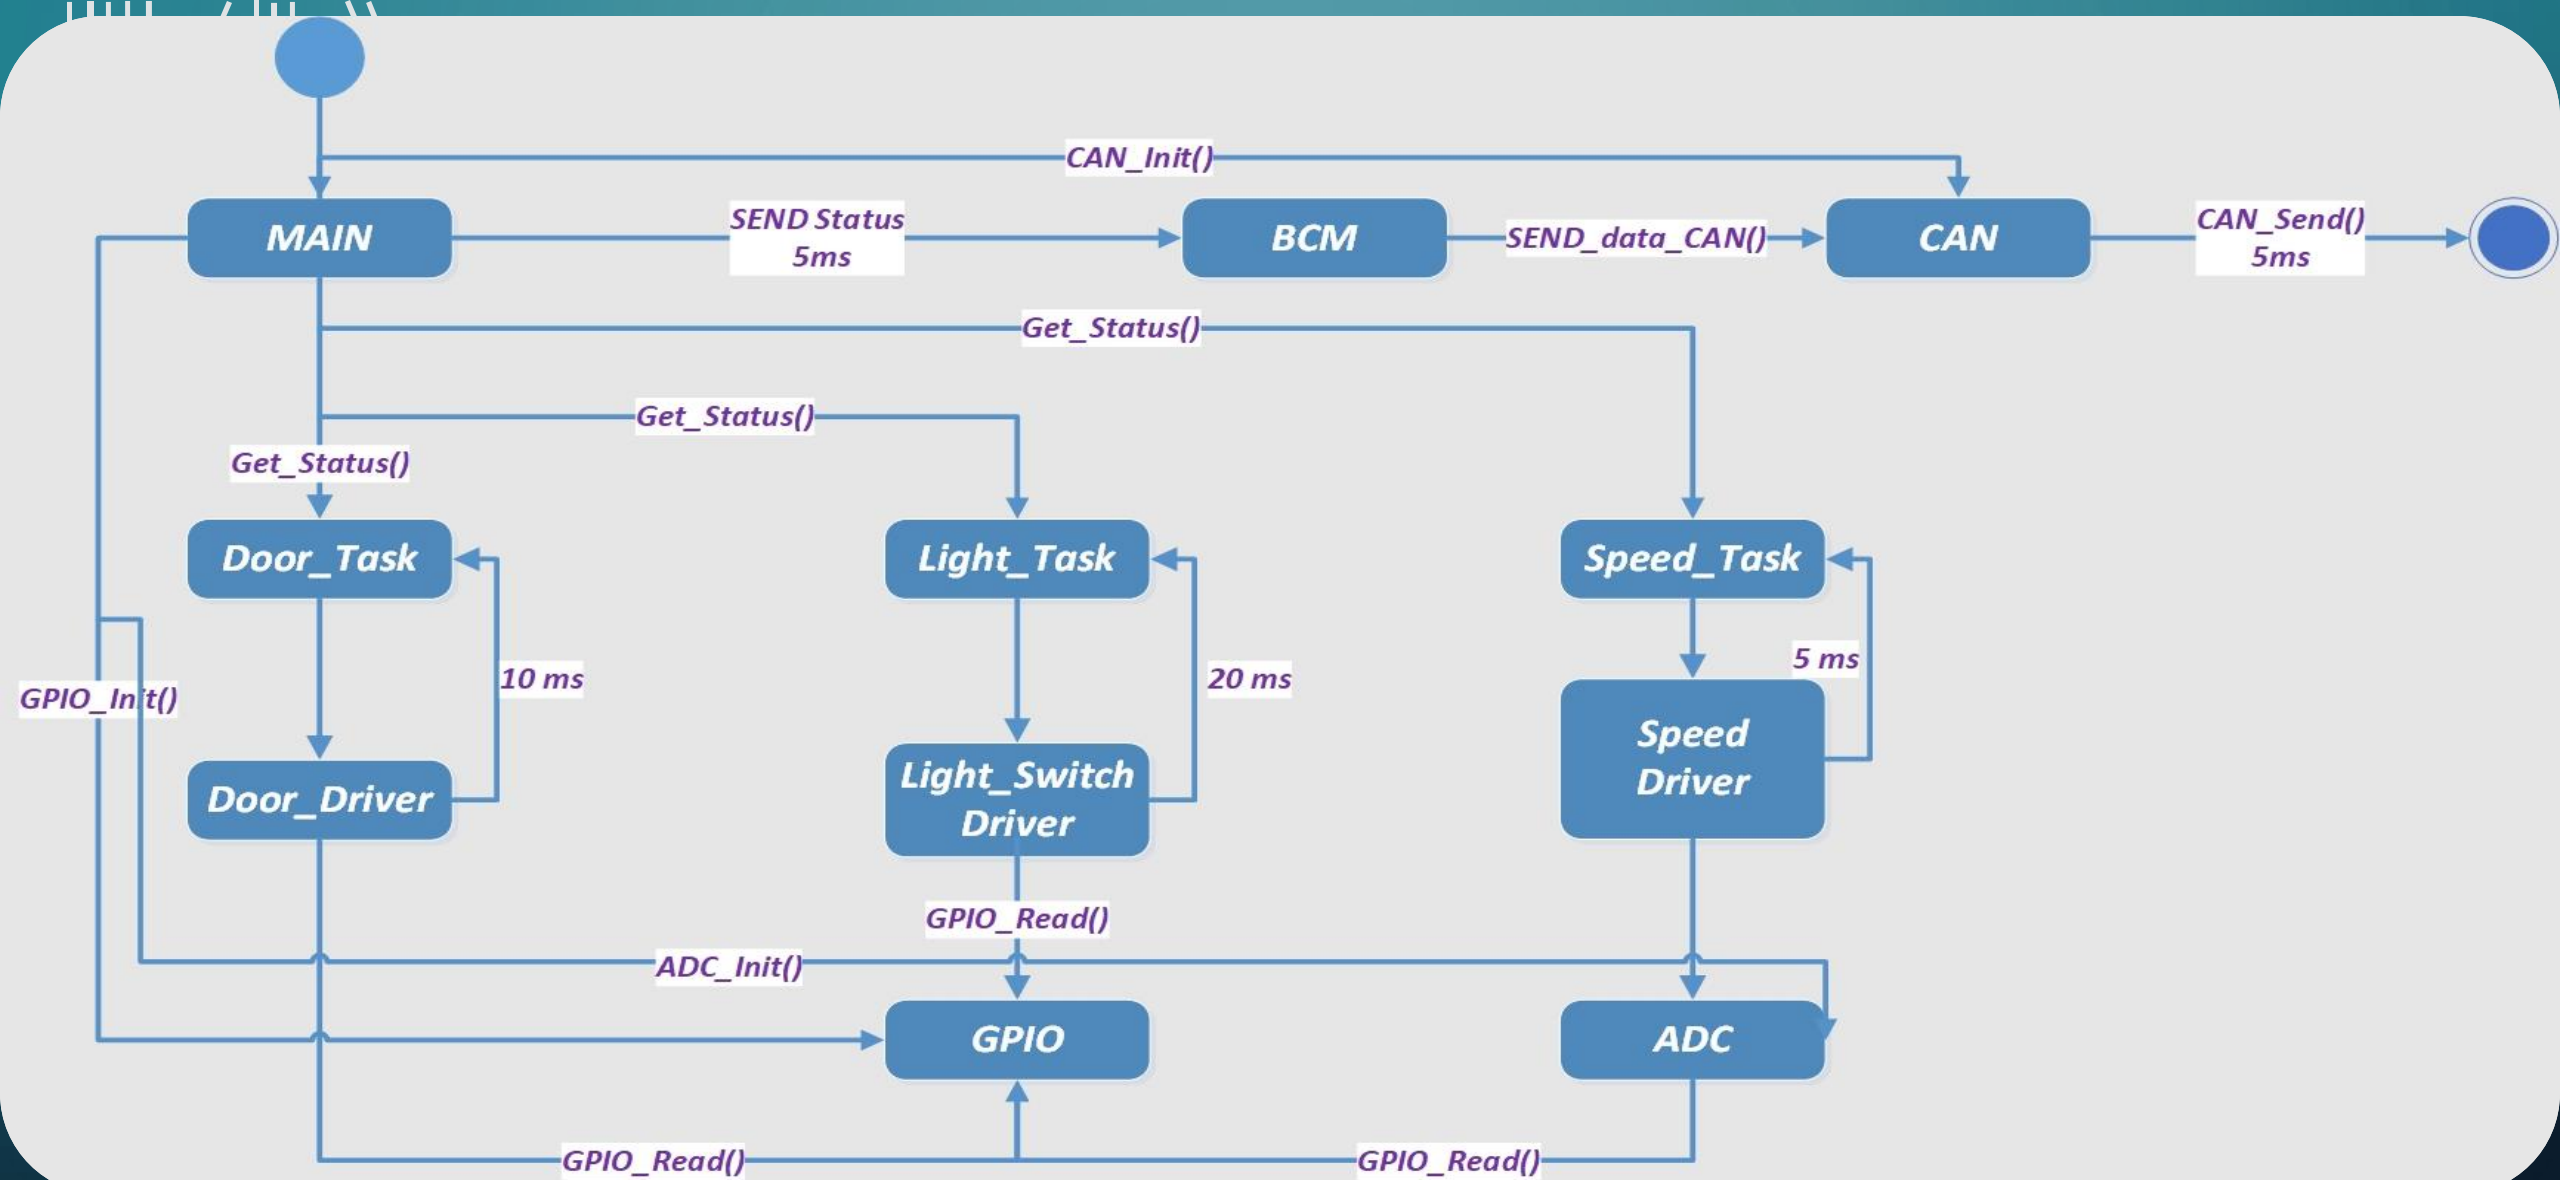 CAN_Init()
MAIN
SEND Status
5ms
BCM
SEND_data_CAN()
CAN
CAN_Send()
5ms
Get_Status()
Get_Status()
Get_Status()
Door_Task
Light_Task
Speed_Task
GPIO_Init()
10 ms
20 ms
5 ms
Door_Driver
Light_Switch
Driver
Speed
Driver
GPIO_Read()
ADC_Init()
GPIO
ADC
GPIO_Read()
GPIO_Read()